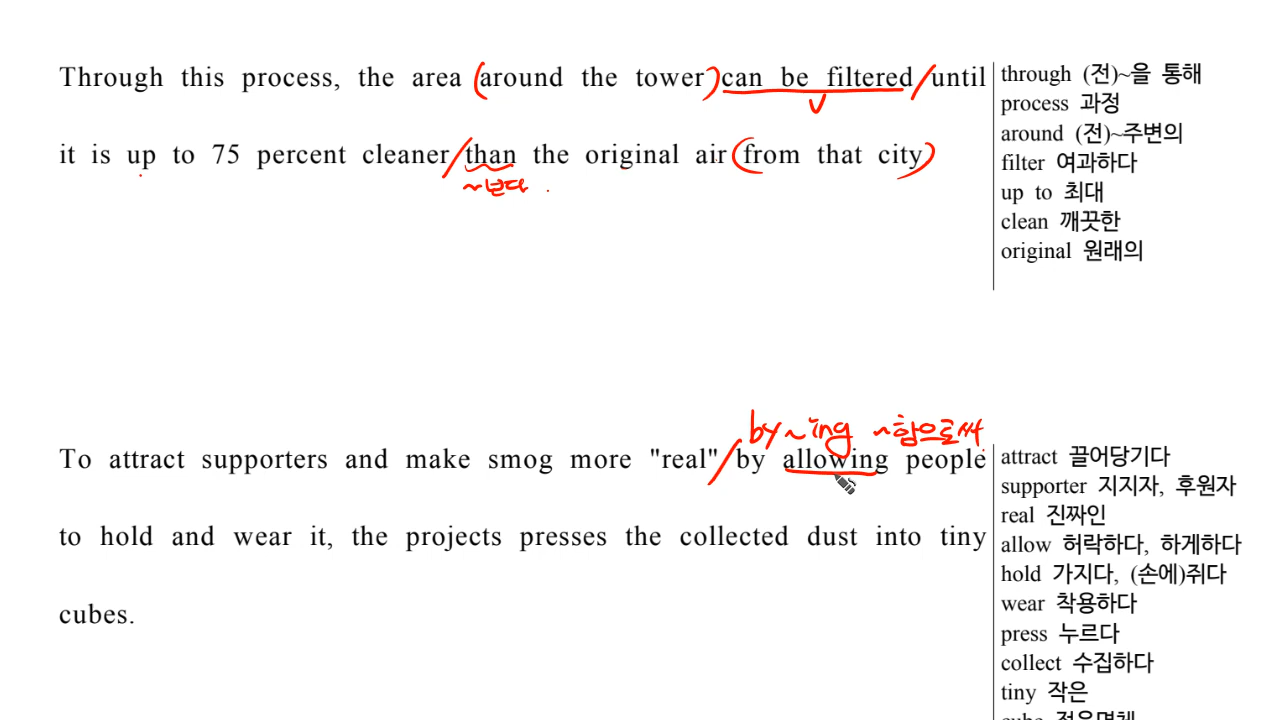 Through this process, the area (around the tower) can be filtered / until
it is up to 75 percent cleaner / than the original air (from that city)
~보다
through (전)~을 통해
process 과정
around (전)~주변의
filter 여과하다
up to 최대
clean 깨끗한
original 원래의
by ~ing ~함으로써
To attract supporters and make smog more "real" / by allowing people
to hold and wear it, the projects presses the collected dust into tiny
cubes.
attract 끌어당기다
supporter 지지자, 후원자
real 진짜인
allow 허락하다, 하게하다
hold 가지다, (손에)쥐다
wear 착용하다
press 누르다
collect 수집하다
tiny 작은